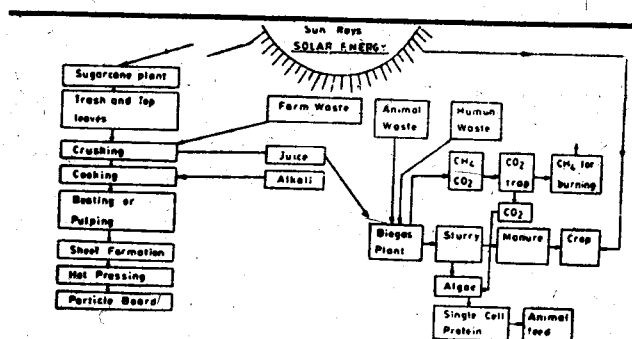 Sun Rays
SOLAR ENERGY
Sugarcane plant
Trash and Top
leaves
Crushing
Cooking
Beating or
Pulping
Sheet Formation
Hot Pressing
Particle Board
Farm Waste
Juice
Alkali
Animal
Waste
Human
Waste
CH4
CO2
CO2
trap
CH4 for
burning
CO2
Biogas
Plant
Slurry
Manure
Crop
Algae
Single Cell
Protein
Animal
feed